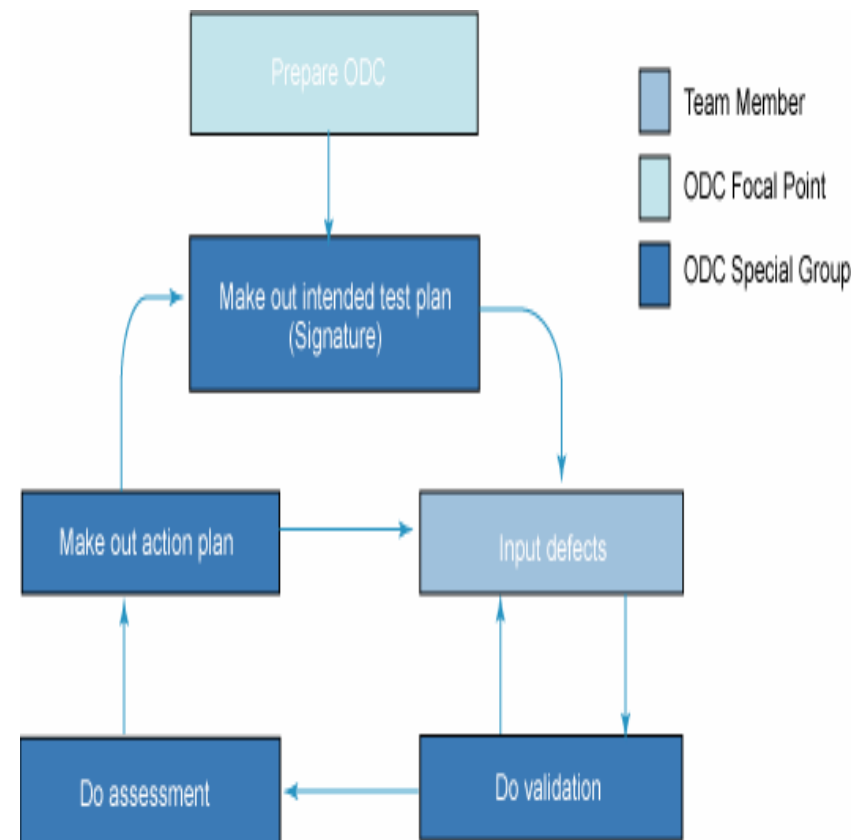 Prepare ODC
Team Member
ODC Focal Point
ODC Special Group
Make out intended test plan
(Signature)
Make out action plan
Input defects
Do assessment
Do validation